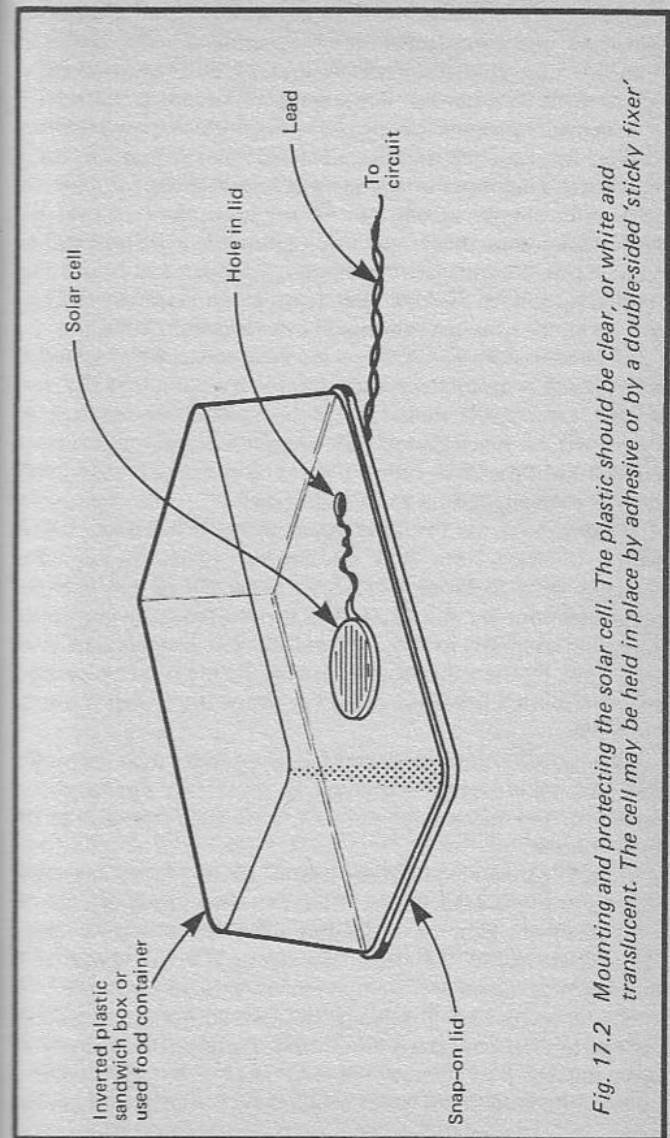 Inverted plastic
sandwich box or
used food container
Solar cell
Hole in lid
Lead
To
circuit
Snap-on lid
Fig. 17.2 Mounting and protecting the solar cell. The plastic should be clear, or white and
translucent. The cell may be held in place by adhesive or by a double-sided ‘sticky fixer’